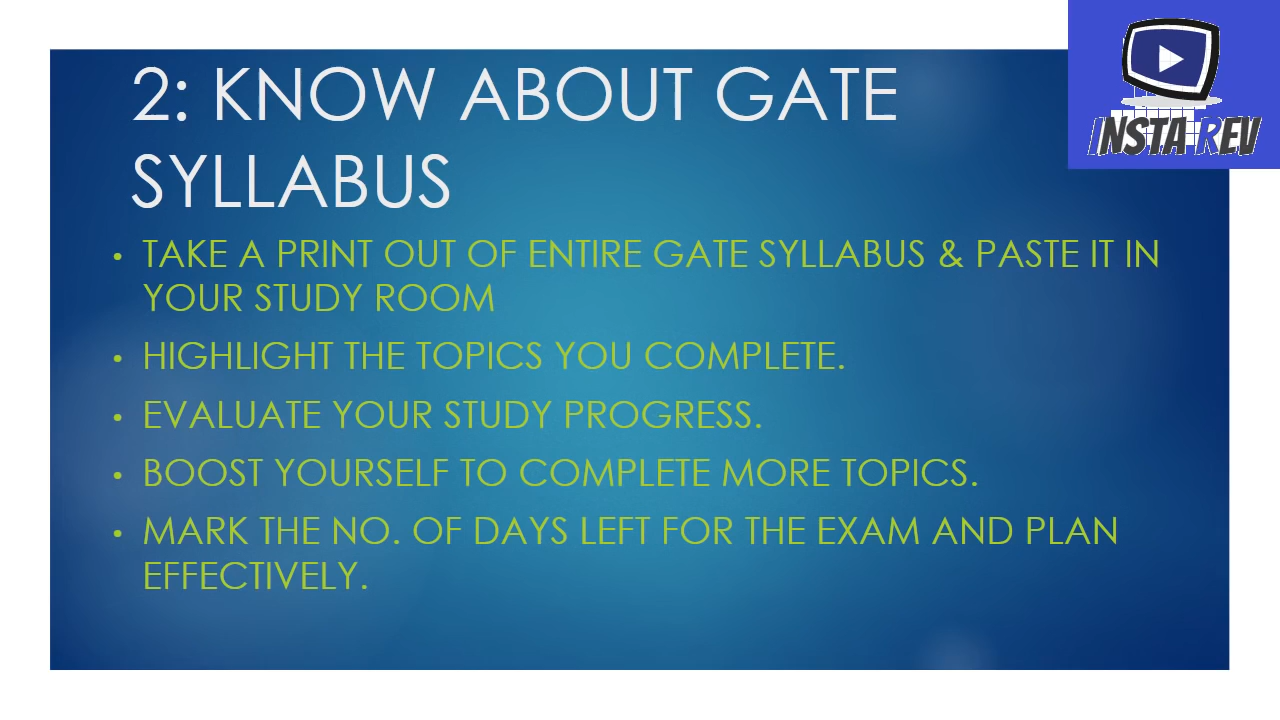 2: KNOW ABOUT GATE
SYLLABUS
INSTA REV
• TAKE A PRINT OUT OF ENTIRE GATE SYLLABUS & PASTE IT IN
YOUR STUDY ROOM
• HIGHLIGHT THE TOPICS YOU COMPLETE.
• EVALUATE YOUR STUDY PROGRESS.
• BOOST YOURSELF TO COMPLETE MORE TOPICS.
• MARK THE NO. OF DAYS LEFT FOR THE EXAM AND PLAN
EFFECTIVELY.